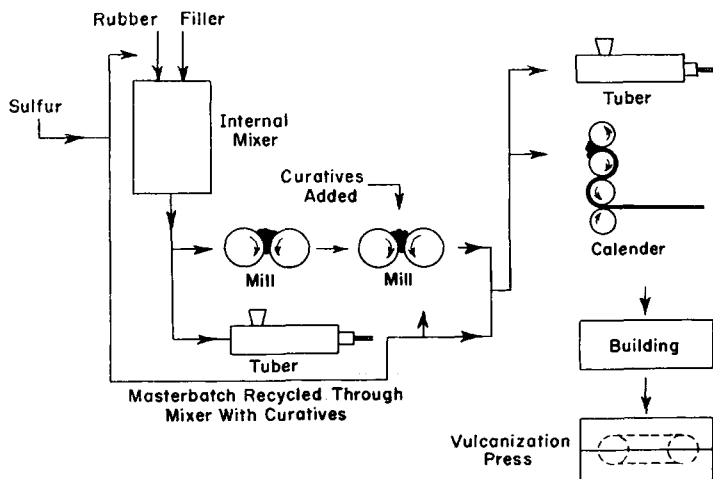 Rubber Filler
Sulfur
Internal
Mixer
Curatives
Added
Mill
Mill
Tuber
Masterbatch Recycled Through
Mixer With Curatives
Tuber
Calender
Building
Vulcanization
Press